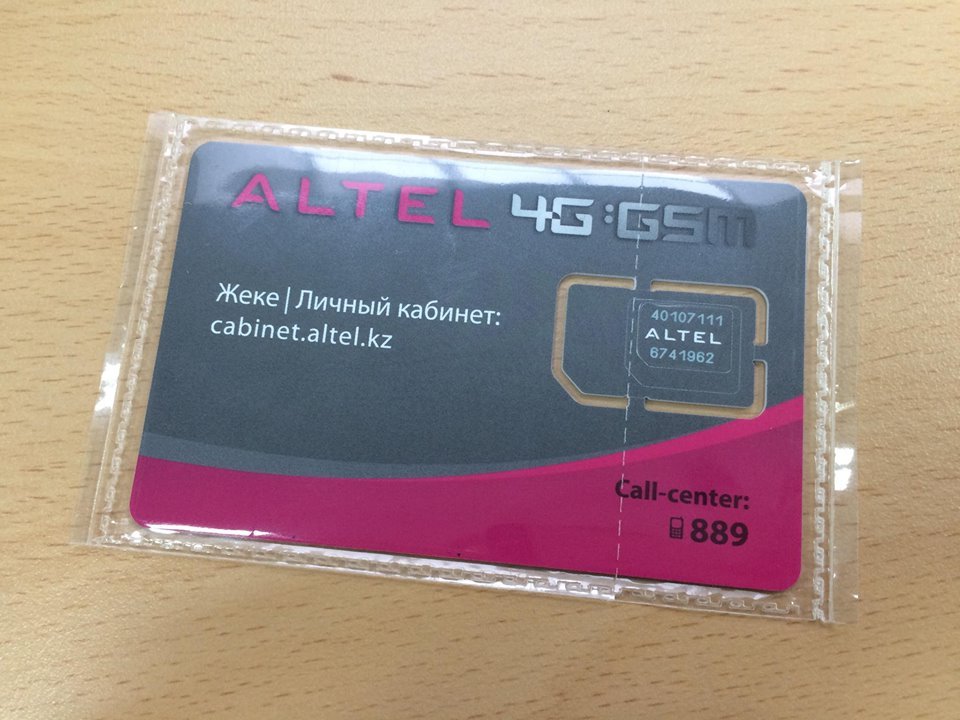 ALTEL 4G:GSM
Жеке | Личный кабинет:
cabinet.altel.kz
40107111
ALTEL
6741962
Call-center:
889